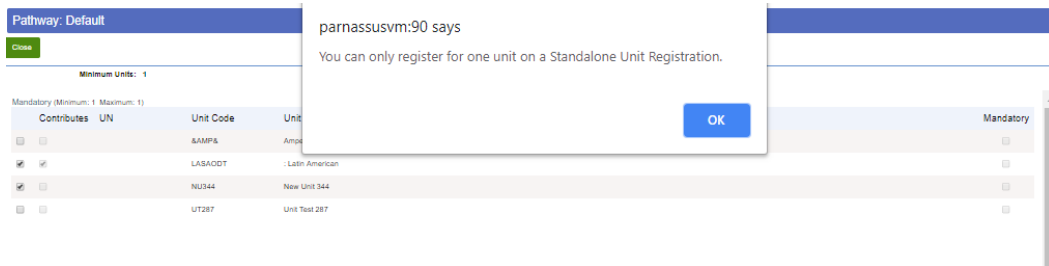 Pathway: Default
Close
parnassusvm:90 says
You can only register for one unit on a Standalone Unit Registration.
OK
Minimum Units: 1
Mandatory (Minimum: 1 Maximum: 1)
Contributes UN Unit Code Unit Mandatory
&AMP& Ampe
LASAODT : Latin American
NU344 New Unit 344
UT287 Unit Test 287